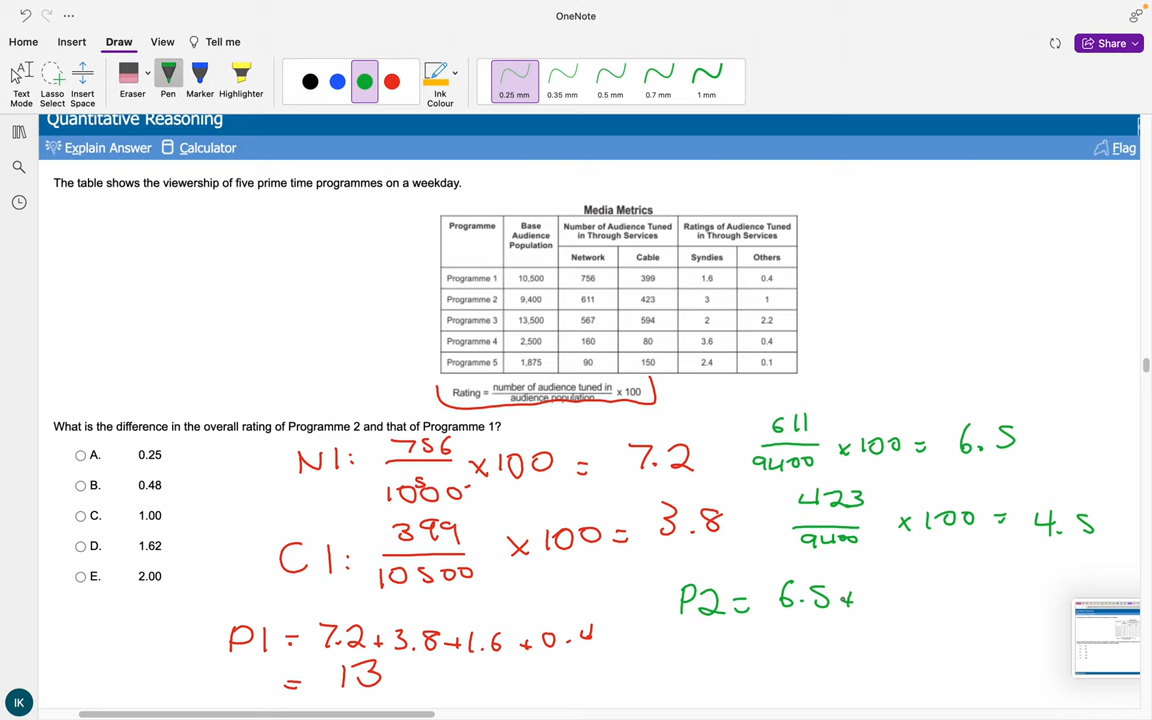 OneNote
Home Insert Draw View Tell me
Share
Text Mode
Lasso Select
Insert Space
Eraser
Pen
Marker
Highlighter
Ink Colour
0.25 mm
0.35 mm
0.5 mm
0.7 mm
1 mm
Quantitative Reasoning
Explain Answer Calculator Flag
The table shows the viewership of five prime time programmes on a weekday.
Media Metrics
Programme Base Audience Population Number of Audience Tuned in Through Services Ratings of Audience Tuned in Through Services
Network Cable Syndies Others
Programme 1 10,500 756 399 1.6 0.4
Programme 2 9,400 611 423 3 1
Programme 3 13,500 567 594 2 2.2
Programme 4 2,500 160 80 3.6 0.4
Programme 5 1,875 90 150 2.4 0.1
Rating = number of audience tuned in / audience population x 100
What is the difference in the overall rating of Programme 2 and that of Programme 1?
A. 0.25
B. 0.48
C. 1.00
D. 1.62
E. 2.00
N1: 756 / 10500 x100 = 7.2
C1: 399 / 10500 x100 = 3.8
P1 = 7.2+3.8+1.6+0.4
= 13
611 / 9400 x100 = 6.5
423 / 9400 x100 = 4.5
P2 = 6.5+
IK